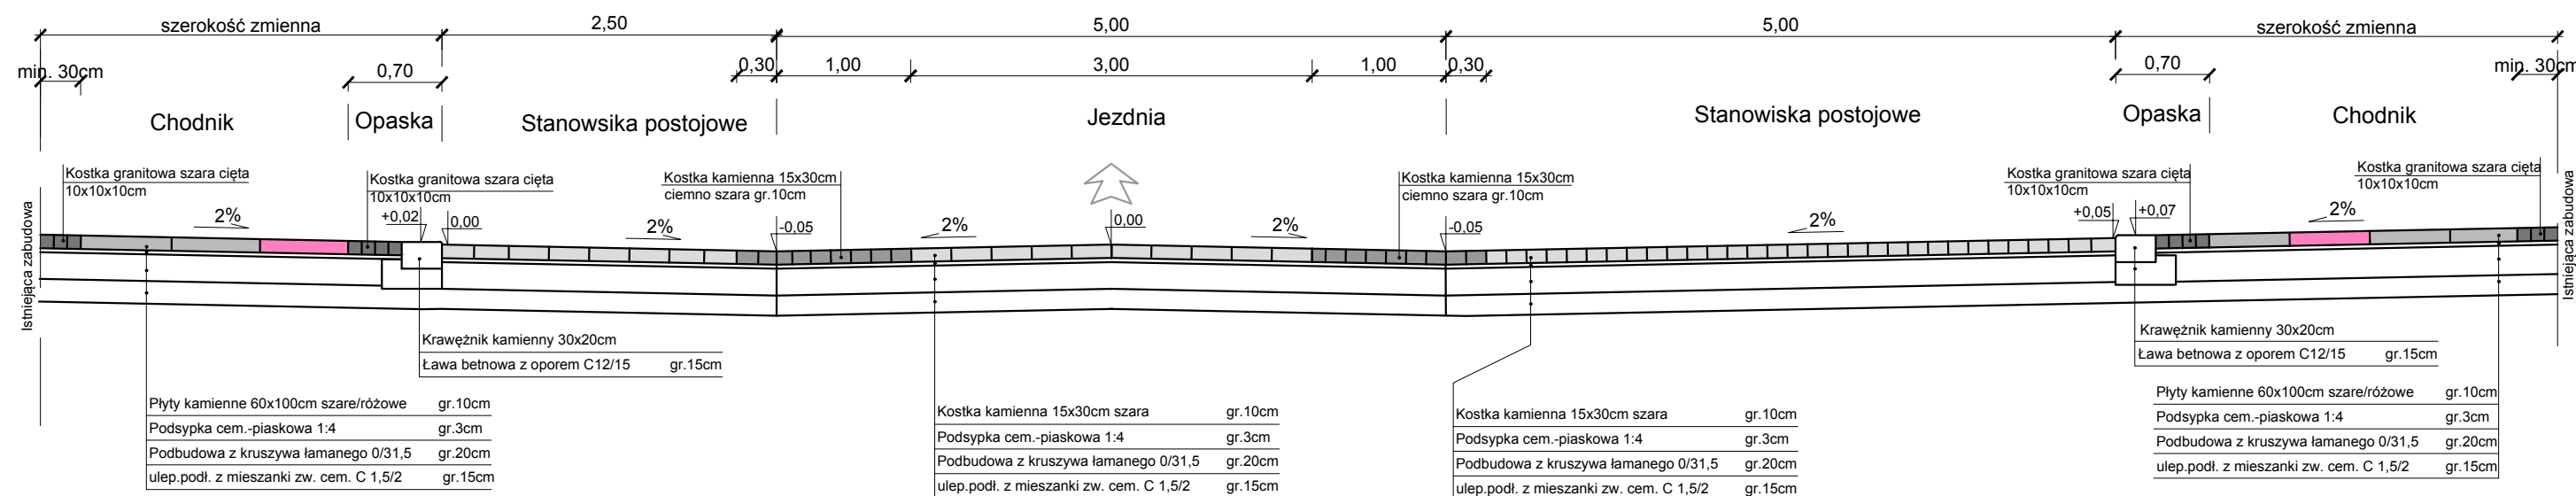 szerokość zmienna
2,50
5,00
5,00
szerokość zmienna
min. 30cm
0,70
0,30
1,00
3,00
1,00
0,30
0,70
min. 30cm
Chodnik
Opaska
Stanowsika postojowe
Jezdnia
Stanowiska postojowe
Opaska
Chodnik
Kostka granitowa szara cięta
10x10x10cm
Kostka granitowa szara cięta
10x10x10cm
Kostka kamienna 15x30cm
ciemno szara gr.10cm
Kostka kamienna 15x30cm
ciemno szara gr.10cm
Kostka granitowa szara cięta
10x10x10cm
Kostka granitowa szara cięta
10x10x10cm
Istniejąca zabudowa
2%
+0,02
0,00
2%
-0,05
2%
0,00
2%
-0,05
2%
+0,05
+0,07
2%
Istniejąca zabudowa
Krawężnik kamienny 30x20cm
Ława betnowa z oporem C12/15 gr.15cm
Krawężnik kamienny 30x20cm
Ława betnowa z oporem C12/15 gr.15cm
Płyty kamienne 60x100cm szare/różowe gr.10cm
Podsypka cem.-piaskowa 1:4 gr.3cm
Podbudowa z kruszywa łamanego 0/31,5 gr.20cm
ulep.podł. z mieszanki zw. cem. C 1,5/2 gr.15cm
Kostka kamienna 15x30cm szara gr.10cm
Podsypka cem.-piaskowa 1:4 gr.3cm
Podbudowa z kruszywa łamanego 0/31,5 gr.20cm
ulep.podł. z mieszanki zw. cem. C 1,5/2 gr.15cm
Kostka kamienna 15x30cm szara gr.10cm
Podsypka cem.-piaskowa 1:4 gr.3cm
Podbudowa z kruszywa łamanego 0/31,5 gr.20cm
ulep.podł. z mieszanki zw. cem. C 1,5/2 gr.15cm
Płyty kamienne 60x100cm szare/różowe gr.10cm
Podsypka cem.-piaskowa 1:4 gr.3cm
Podbudowa z kruszywa łamanego 0/31,5 gr.20cm
ulep.podł. z mieszanki zw. cem. C 1,5/2 gr.15cm